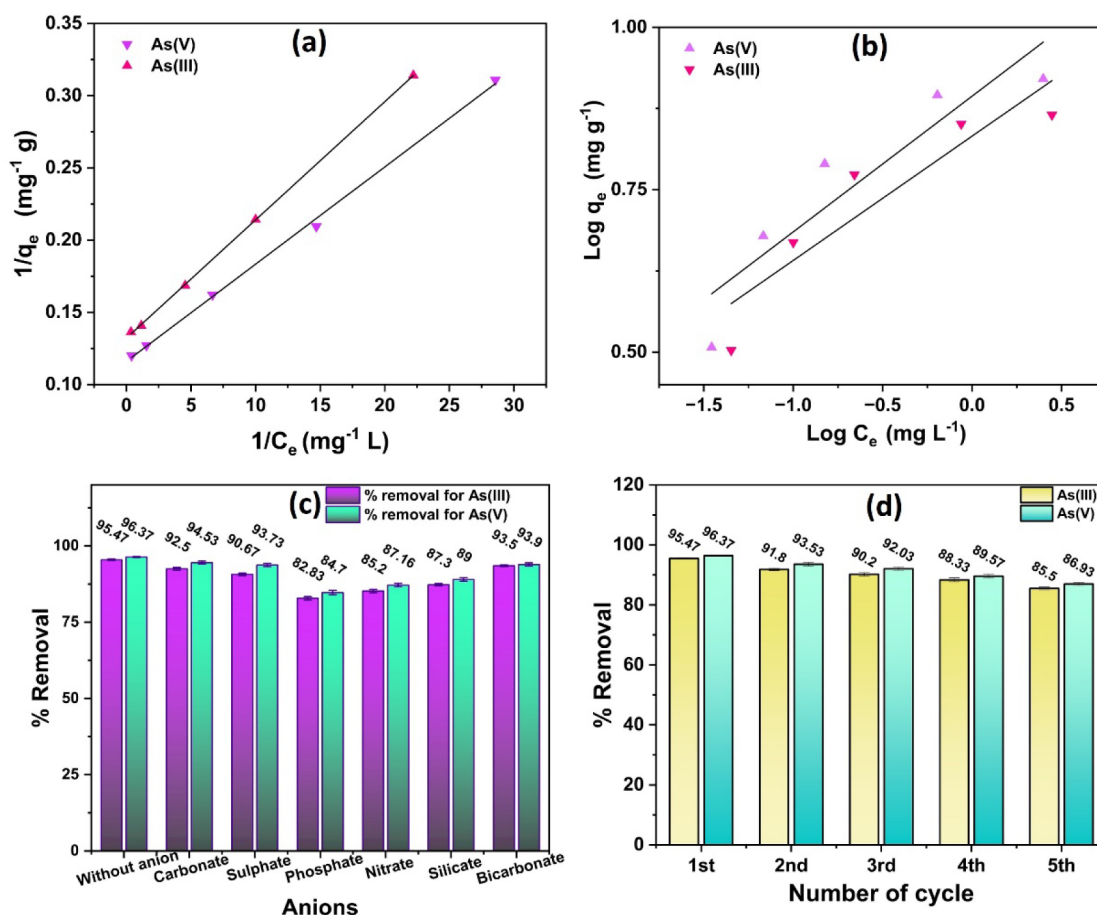 (a)
As(V)
As(III)
0.35
0.30
0.25
0.20
0.15
0.10
1/qe (mg-1 g)
0 5 10 15 20 25 30
1/Ce (mg-1 L)
(b)
As(V)
As(III)
1.00
0.75
0.50
Log qe (mg g-1)
−1.5 −1.0 −0.5 0.0 0.5
Log Ce (mg L-1)
(c)
% removal for As(III)
% removal for As(V)
100
75
50
25
0
% Removal
95.47 96.37 92.5 94.53 90.67 93.73 82.83 84.7 85.2 87.16 87.3 89 93.5 93.9
Without anion Carbonate Sulphate Phosphate Nitrate Silicate Bicarbonate
Anions
(d)
As(III)
As(V)
120
100
80
60
40
20
0
% Removal
95.47 96.37 91.8 93.53 90.2 92.03 88.33 89.57 85.5 86.93
1st 2nd 3rd 4th 5th
Number of cycle